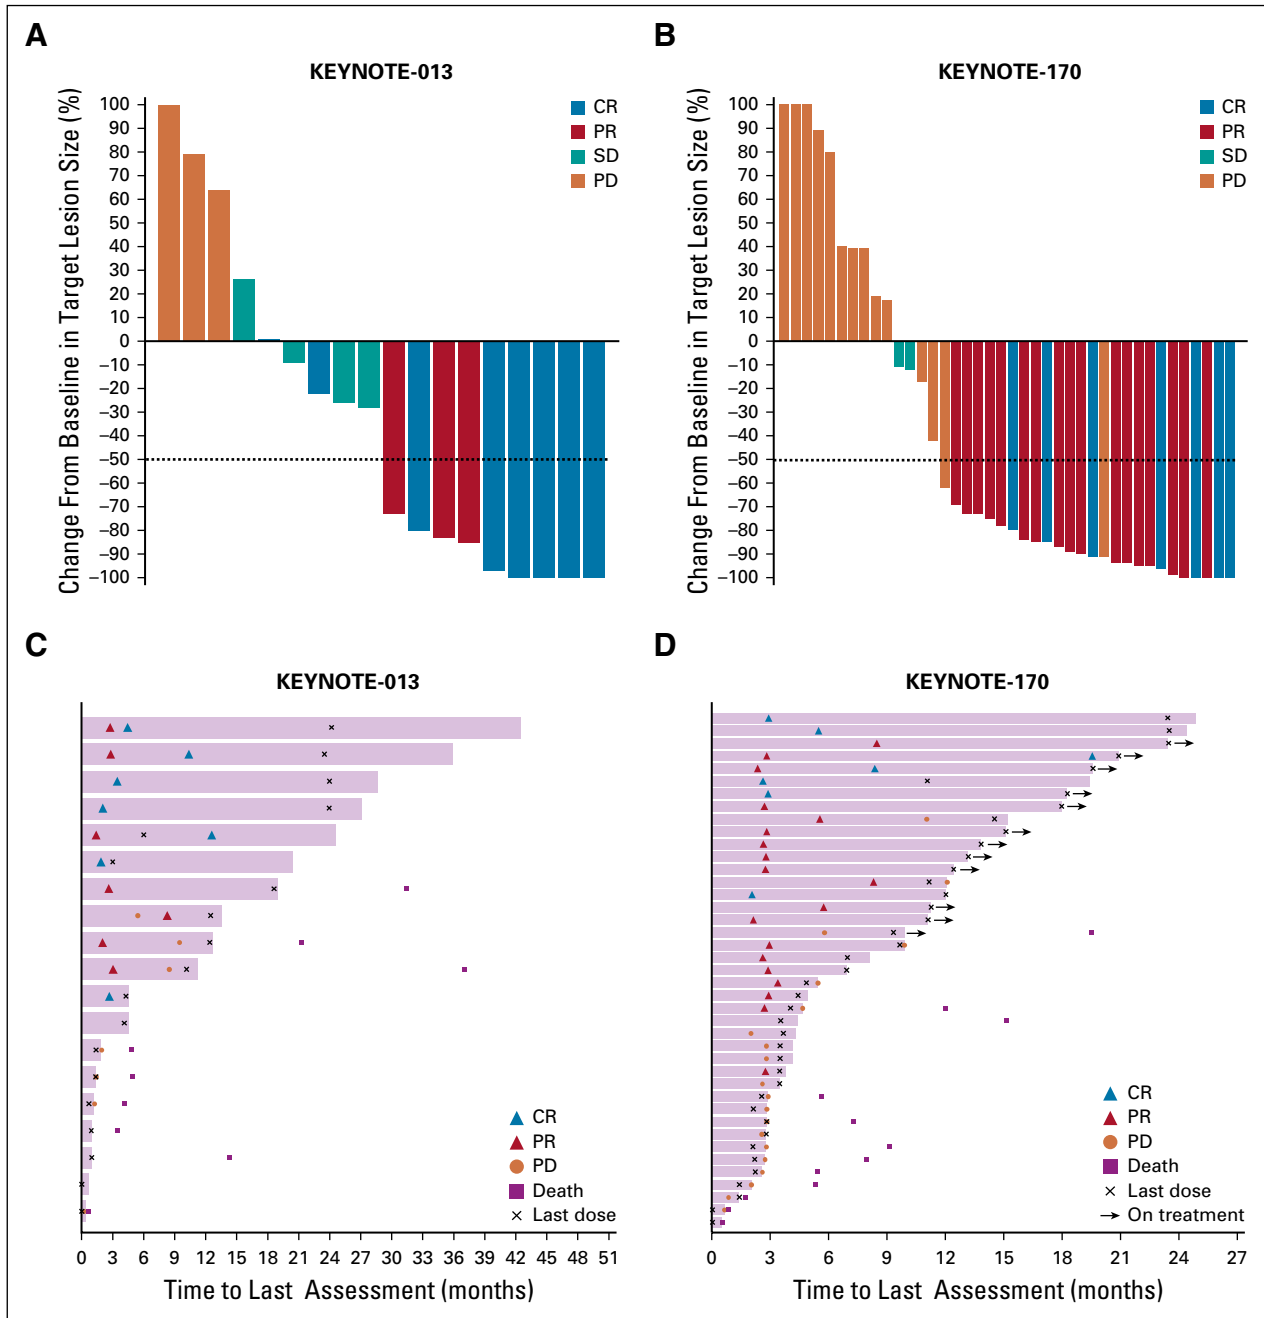 A
KEYNOTE-013
Change From Baseline in Target Lesion Size (%)
100
90
80
70
60
50
40
30
20
10
0
–10
–20
–30
–40
–50
–60
–70
–80
–90
–100
CR
PR
SD
PD
B
KEYNOTE-170
Change From Baseline in Target Lesion Size (%)
100
90
80
70
60
50
40
30
20
10
0
–10
–20
–30
–40
–50
–60
–70
–80
–90
–100
CR
PR
SD
PD
C
KEYNOTE-013
CR
PR
PD
Death
Last dose
0 3 6 9 12 15 18 21 24 27 30 33 36 39 42 45 48 51
Time to Last Assessment (months)
D
KEYNOTE-170
CR
PR
PD
Death
Last dose
On treatment
0 3 6 9 12 15 18 21 24 27
Time to Last Assessment (months)